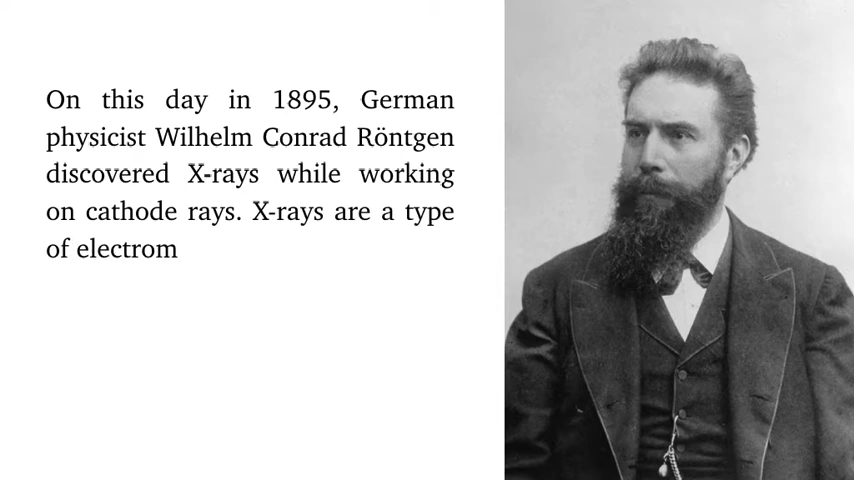 On this day in 1895, German
physicist Wilhelm Conrad Röntgen
discovered X-rays while working
on cathode rays. X-rays are a type
of electrom